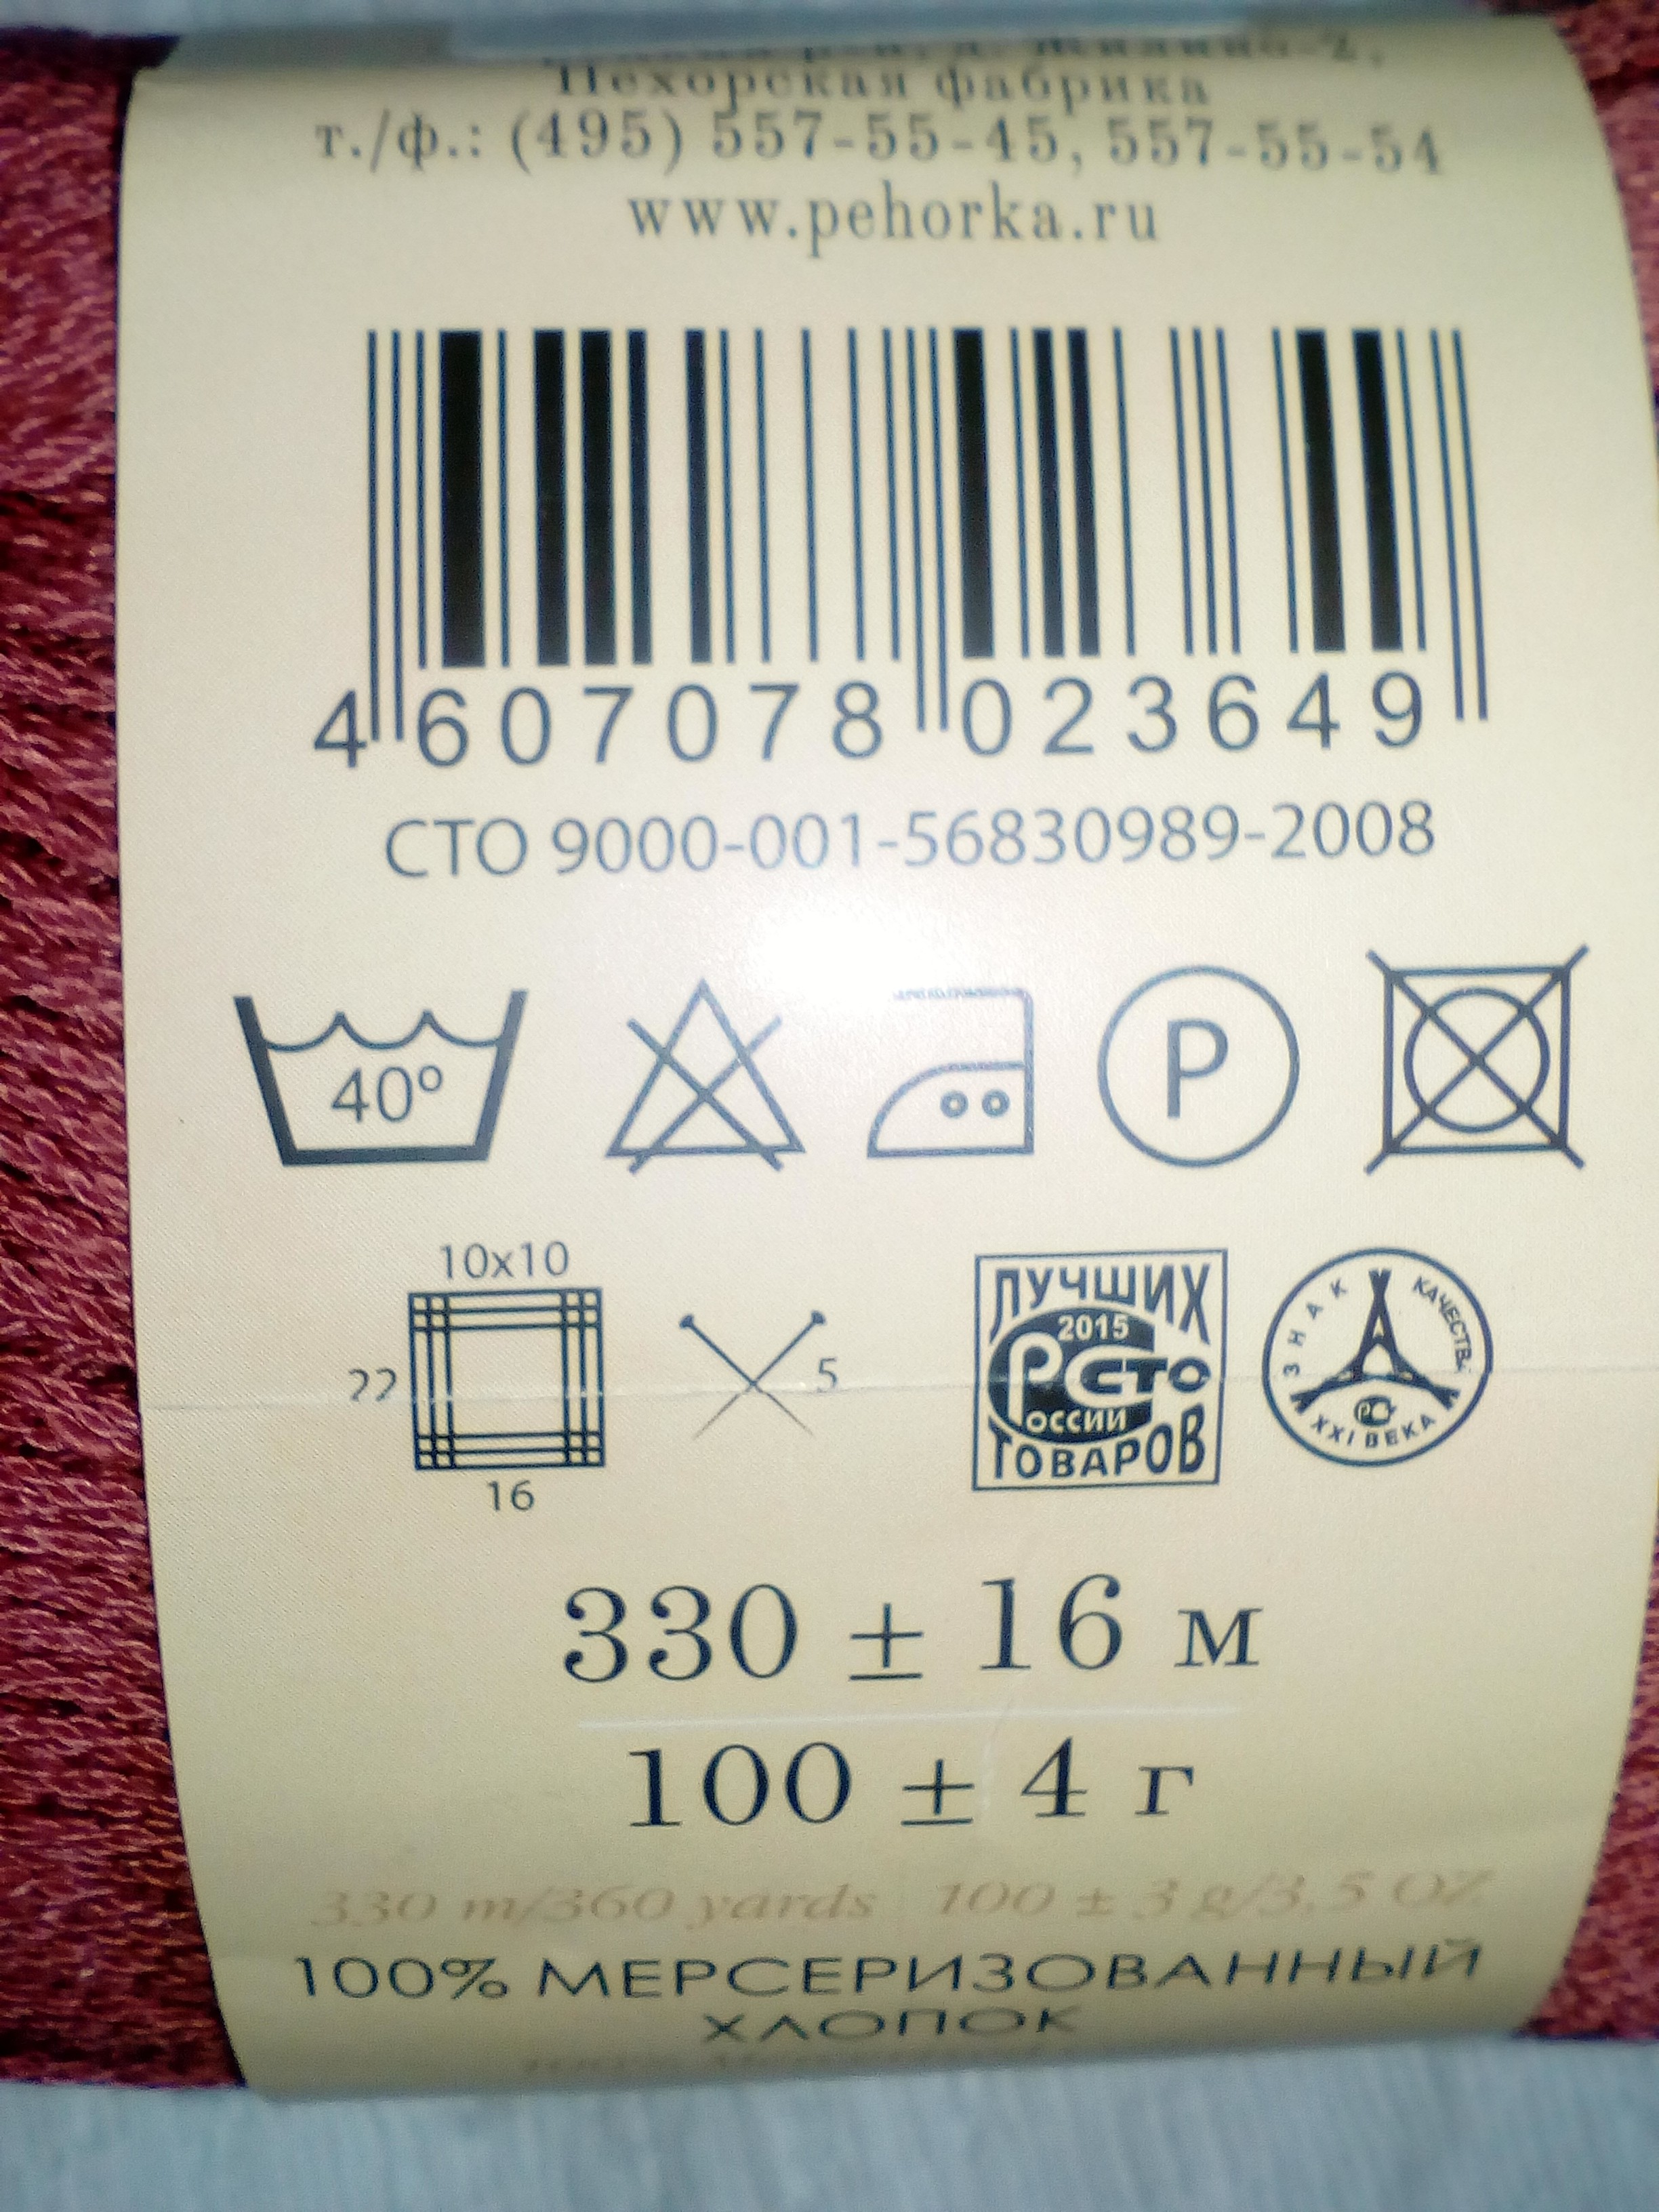 Пехорская фабрика
т./ф.: (495) 557-55-45, 557-55-54
www.pehorka.ru
4 607078 023649
СТО 9000-001-56830989-2008
40º
P
10x10
22
5
16
ЛУЧШИХ
2015
РСТО
ОССИИ
ТОВАРОВ
ЗНАК КАЧЕСТВА
XXI ВЕКА
330 ± 16 м
100 ± 4 г
330 m/360 yards 100 ± 3 g/3,5 OZ
100% МЕРСЕРИЗОВАННЫЙ
ХЛОПОК